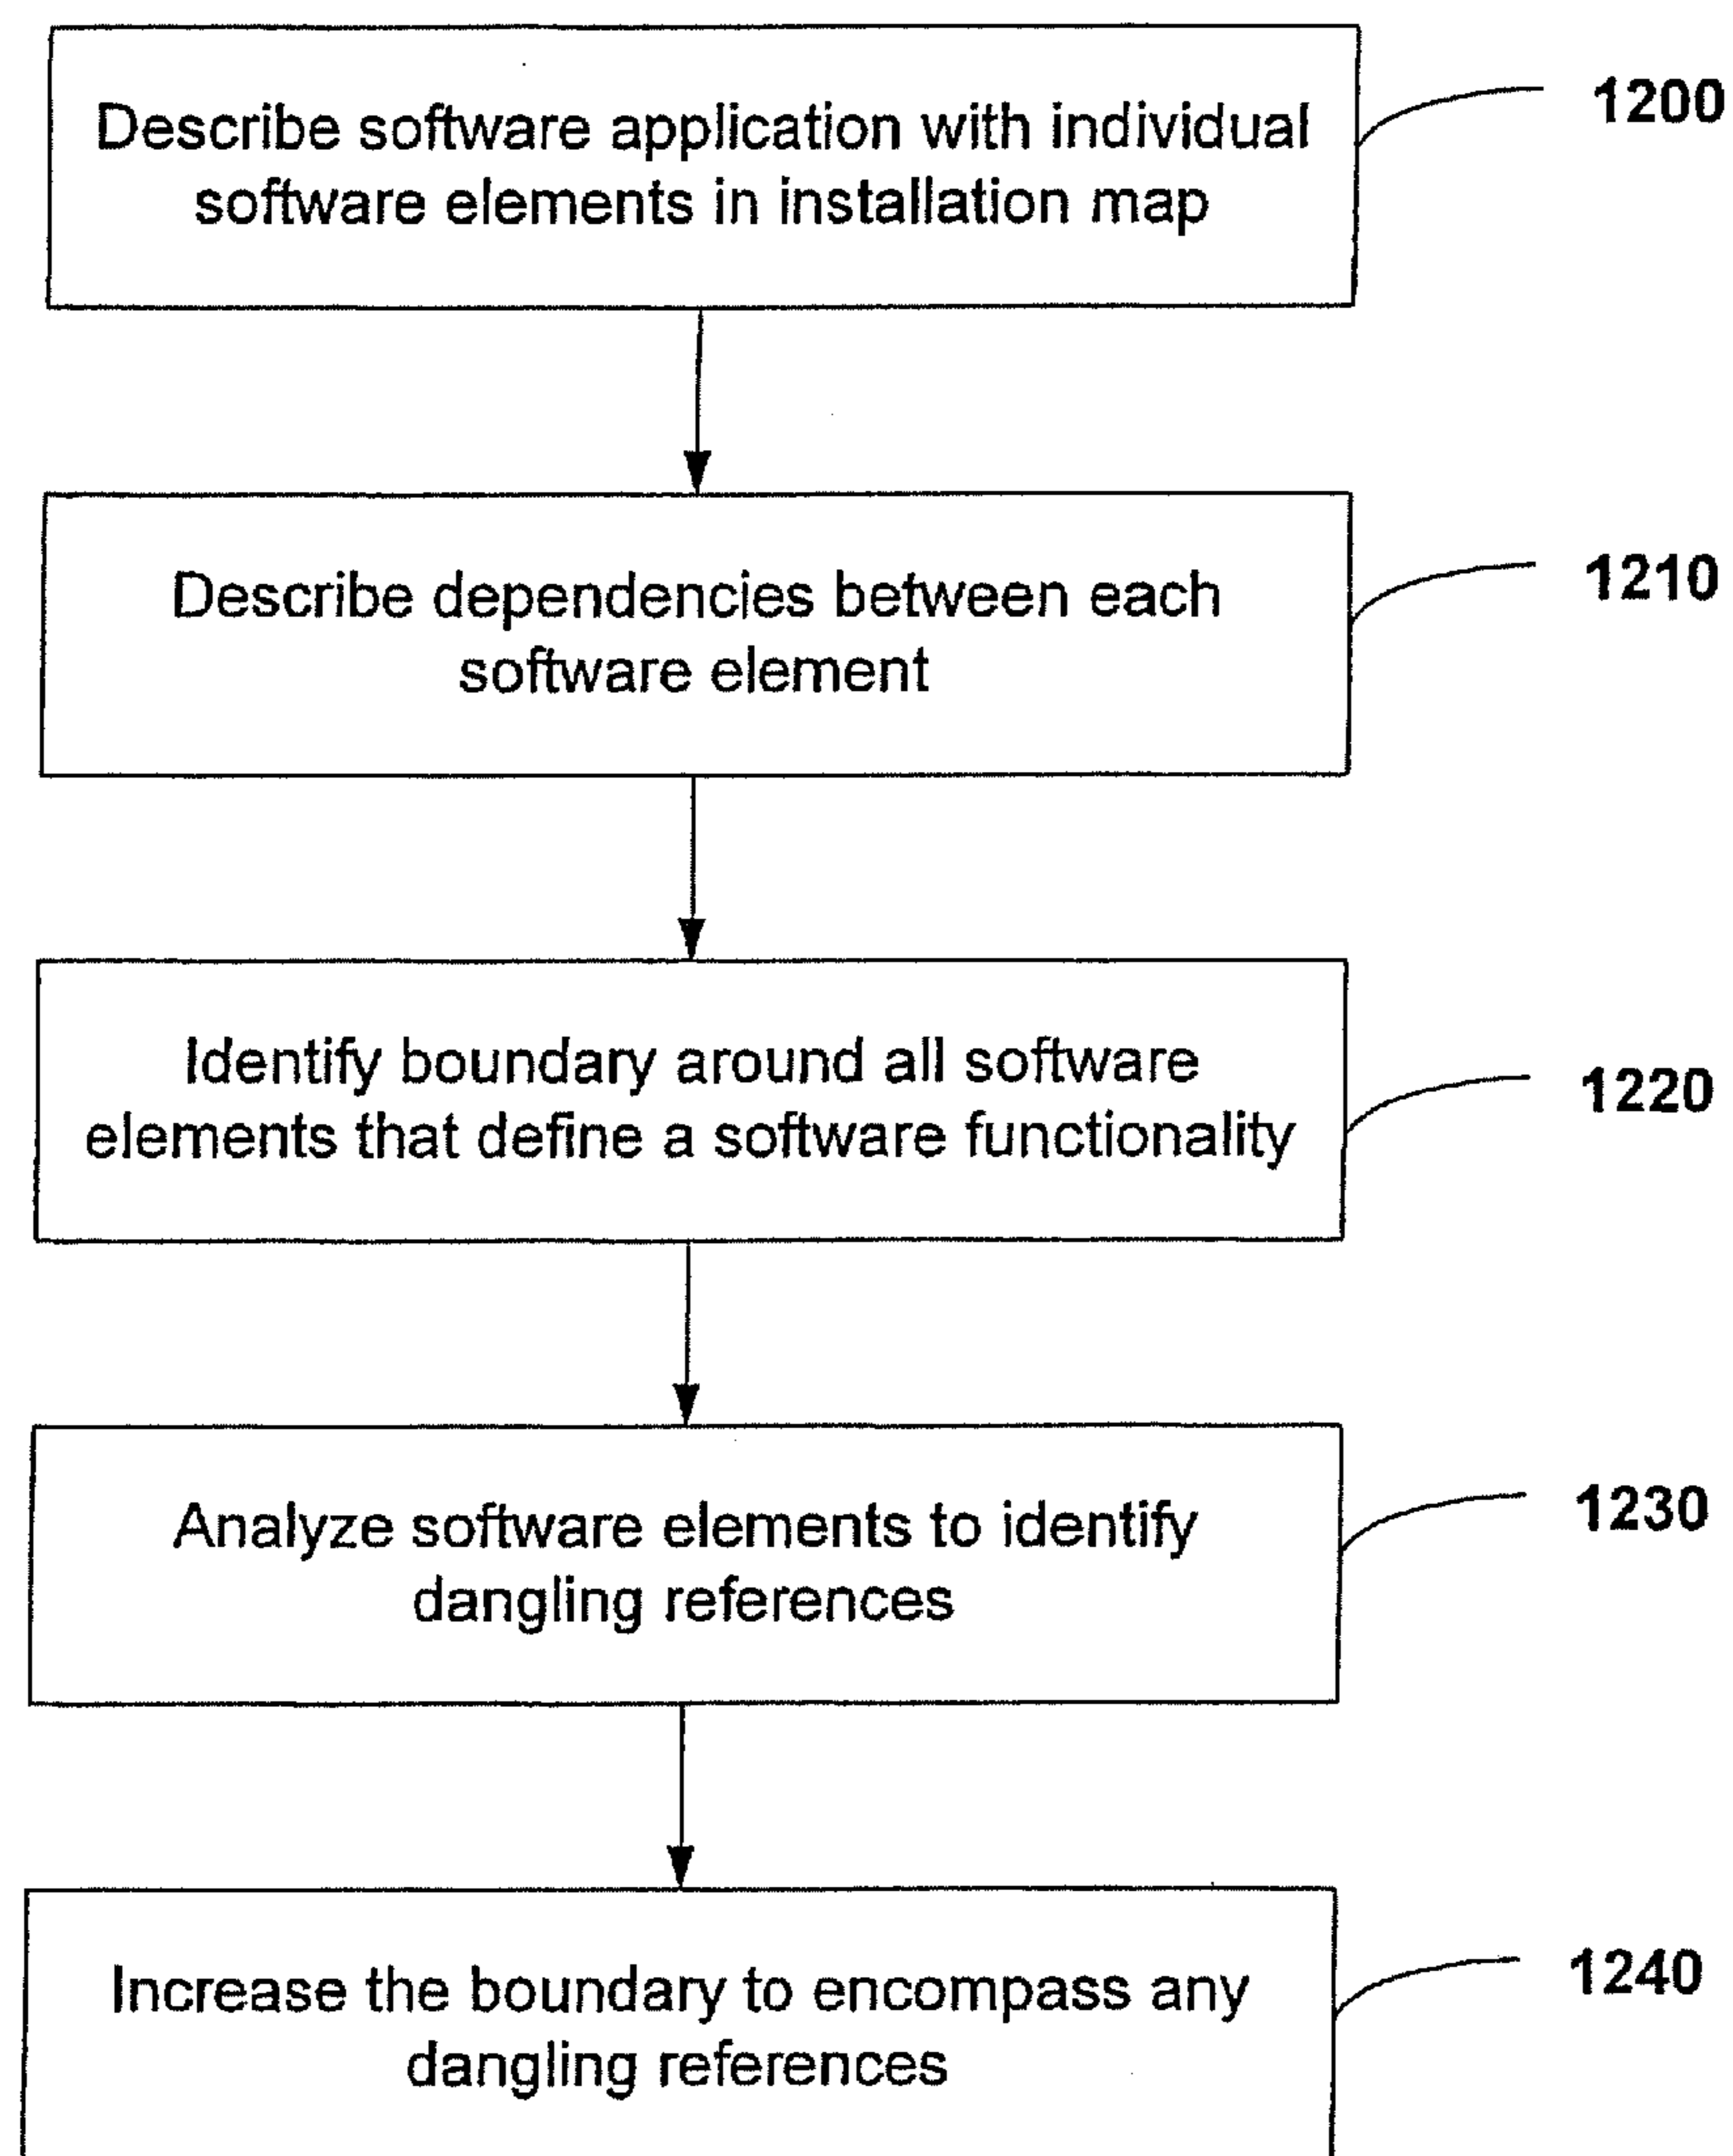 Describe software application with individual
software elements in installation map
1200
Describe dependencies between each
software element
1210
Identify boundary around all software
elements that define a software functionality
1220
Analyze software elements to identify
dangling references
1230
Increase the boundary to encompass any
dangling references
1240